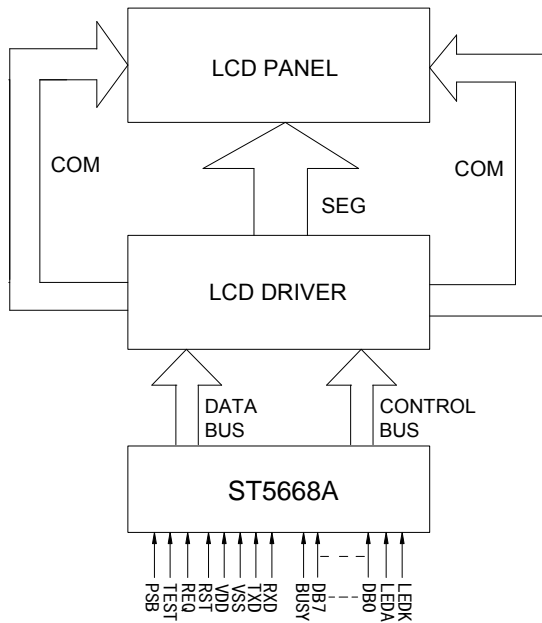 LCD PANEL
COM
COM
SEG
LCD DRIVER
DATA
BUS
CONTROL
BUS
ST5668A
PSB
TEST
REQ
RST
VDD
VSS
TXD
RXD
BUSY
DB7
DB0
LEDA
LEDK